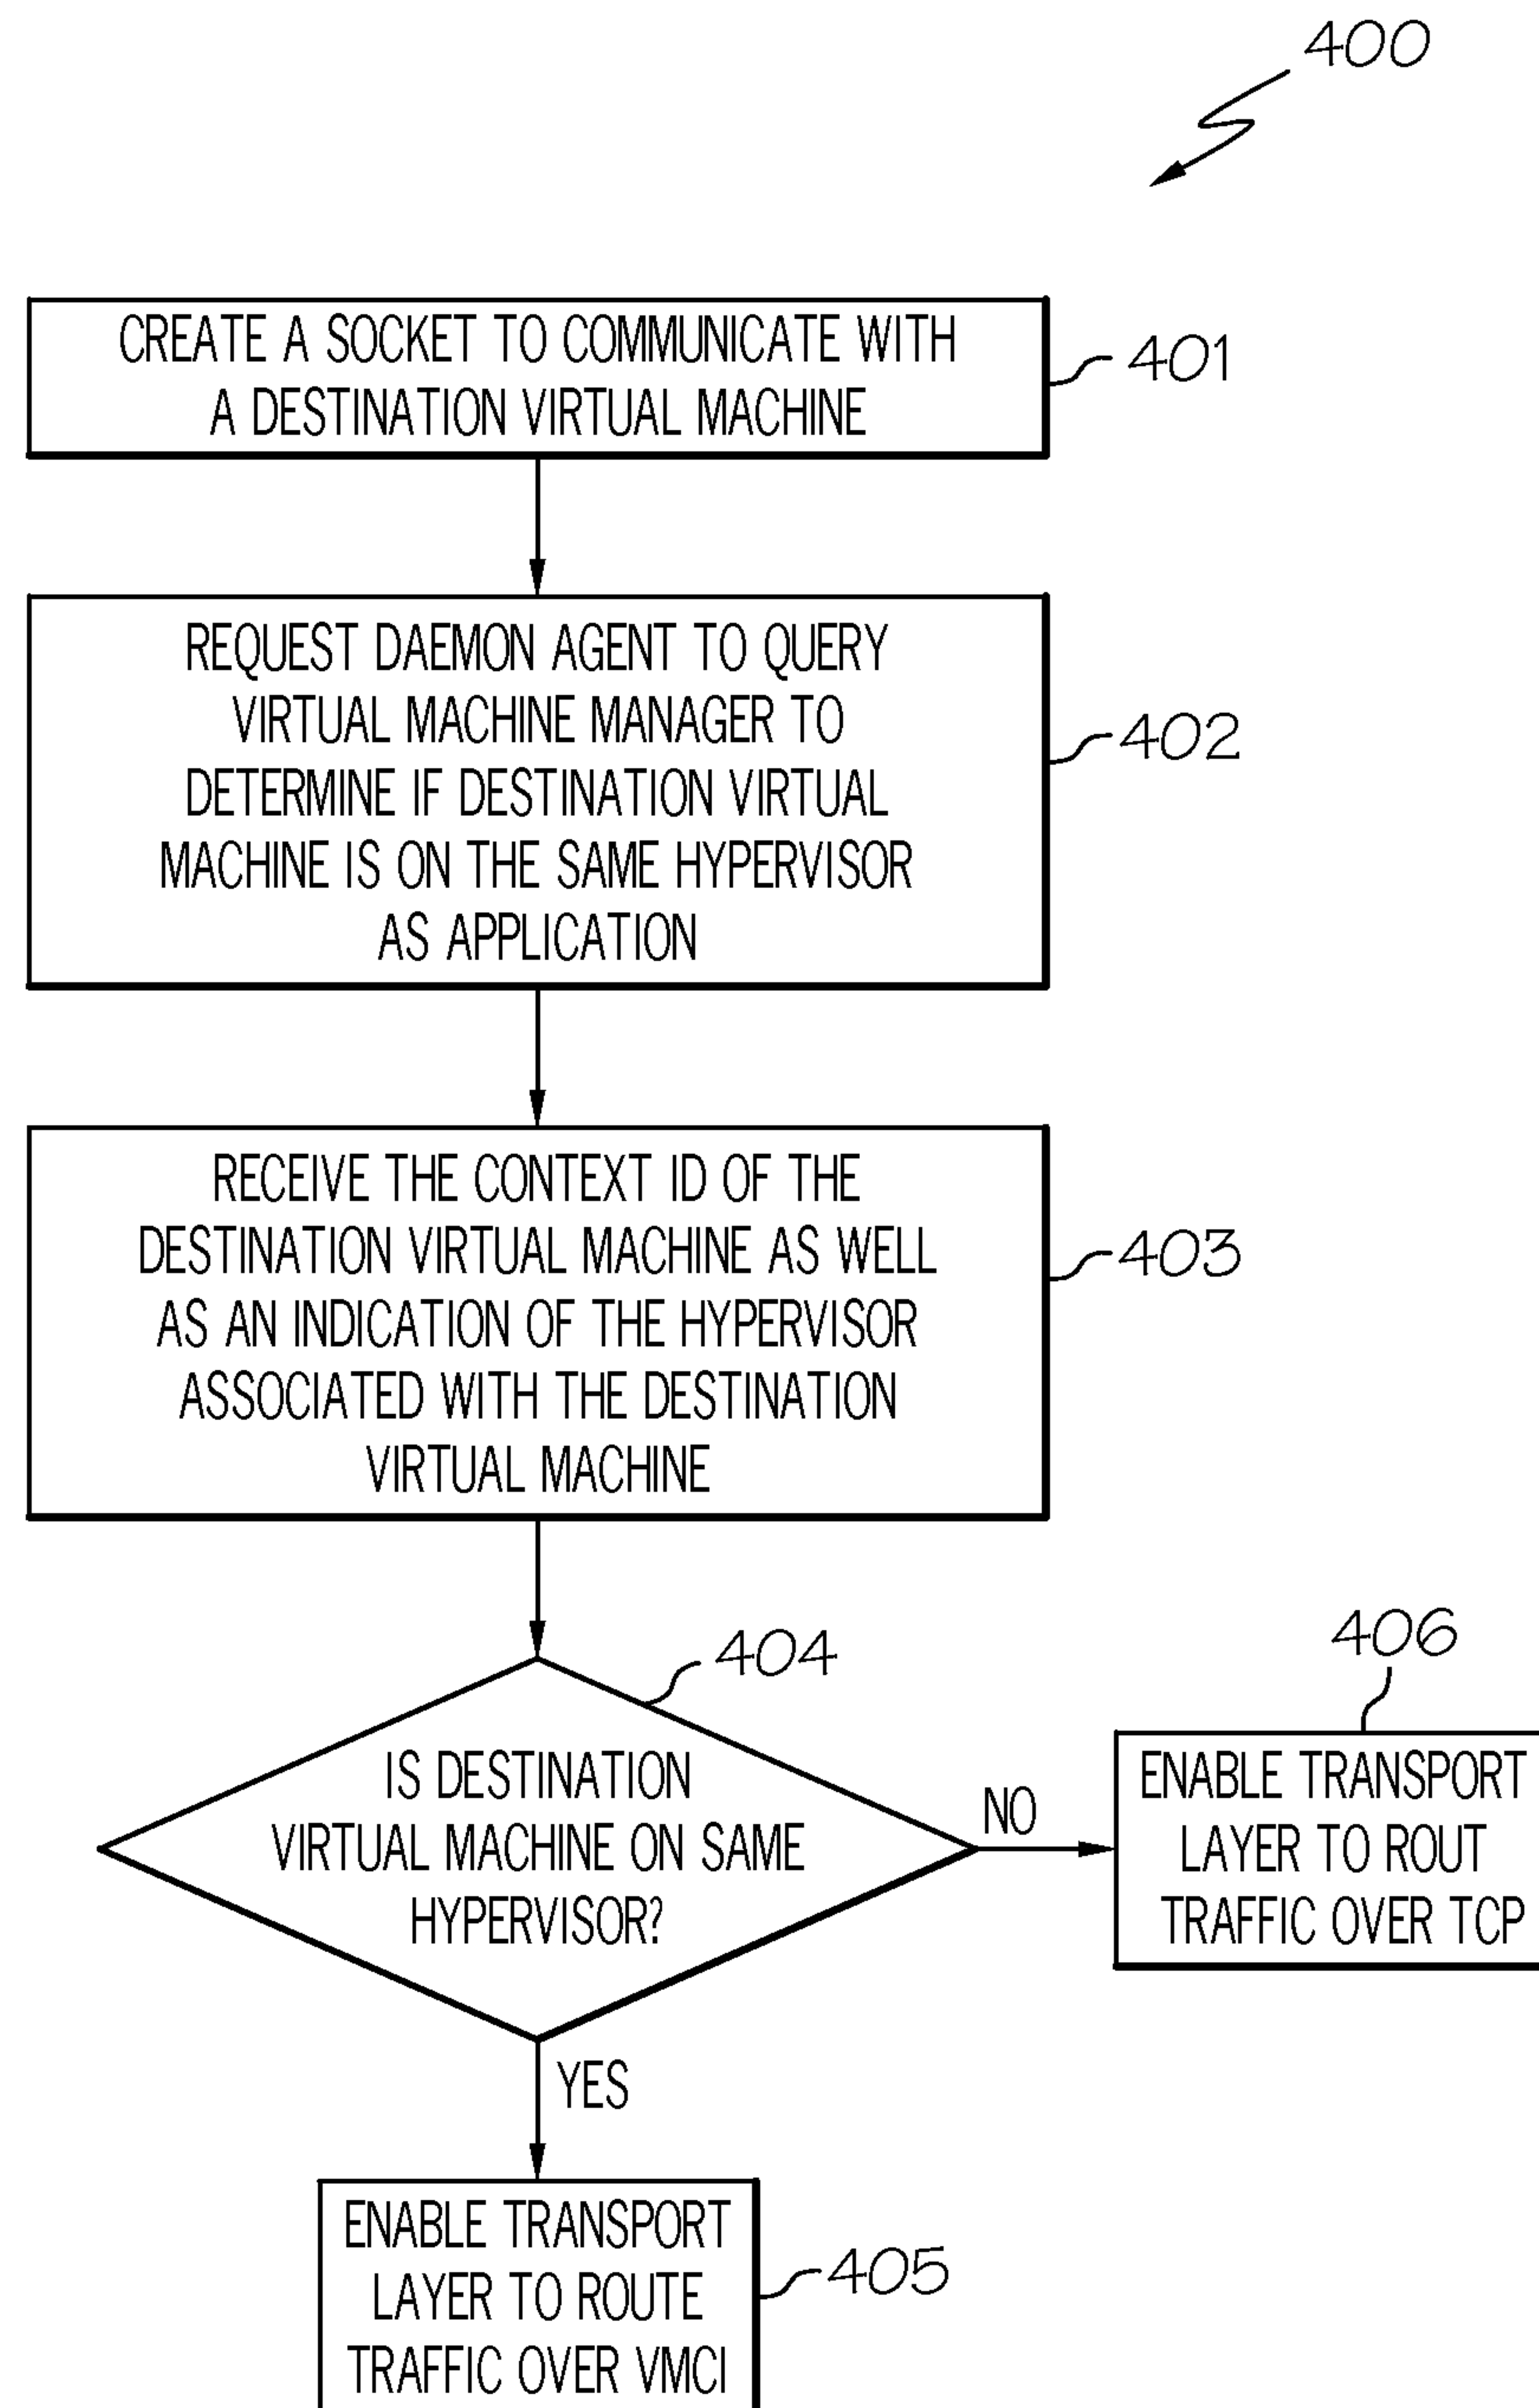 400
CREATE A SOCKET TO COMMUNICATE WITH
A DESTINATION VIRTUAL MACHINE
401
REQUEST DAEMON AGENT TO QUERY
VIRTUAL MACHINE MANAGER TO
DETERMINE IF DESTINATION VIRTUAL
MACHINE IS ON THE SAME HYPERVISOR
AS APPLICATION
402
RECEIVE THE CONTEXT ID OF THE
DESTINATION VIRTUAL MACHINE AS WELL
AS AN INDICATION OF THE HYPERVISOR
ASSOCIATED WITH THE DESTINATION
VIRTUAL MACHINE
403
404
IS DESTINATION
VIRTUAL MACHINE ON SAME
HYPERVISOR?
NO
406
ENABLE TRANSPORT
LAYER TO ROUT
TRAFFIC OVER TCP
YES
ENABLE TRANSPORT
LAYER TO ROUTE
TRAFFIC OVER VMCI
405